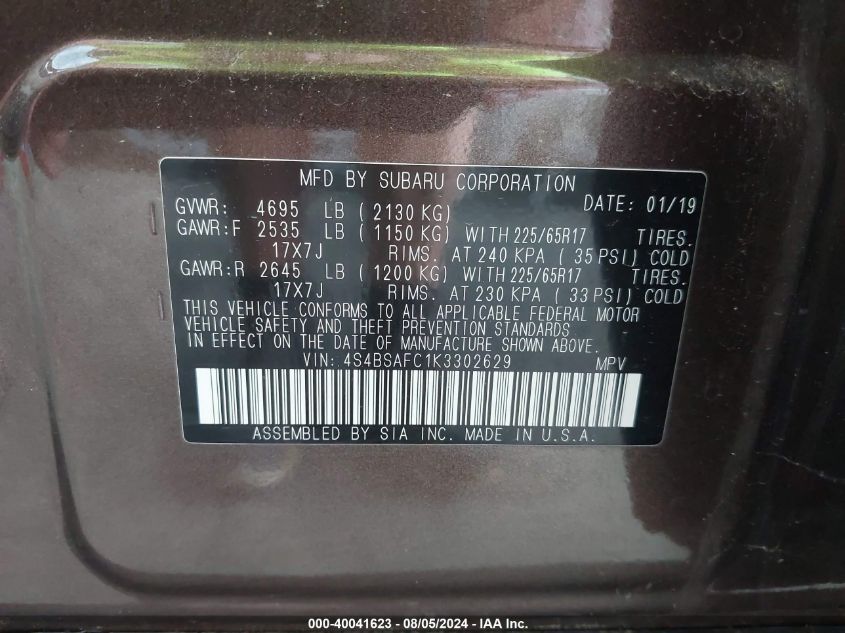 MFD BY SUBARU CORPORATION
GVWR: 4695 LB (2130 KG) DATE: 01/19
GAWR:F 2535 LB (1150 KG) WITH 225/65R17 TIRES.
17X7J RIMS. AT 240 KPA (35 PSI) COLD
GAWR:R 2645 LB (1200 KG) WITH 225/65R17 TIRES.
17X7J RIMS. AT 230 KPA (33 PSI) COLD
THIS VEHICLE CONFORMS TO ALL APPLICABLE FEDERAL MOTOR
VEHICLE SAFETY AND THEFT PREVENTION STANDARDS
IN EFFECT ON THE DATE OF MANUFACTURE SHOWN ABOVE.
VIN: 4S4BSAFC1K3302629 MPV
ASSEMBLED BY SIA INC. MADE IN U.S.A.
000-40041623 - 08/05/2024 - IAA Inc.